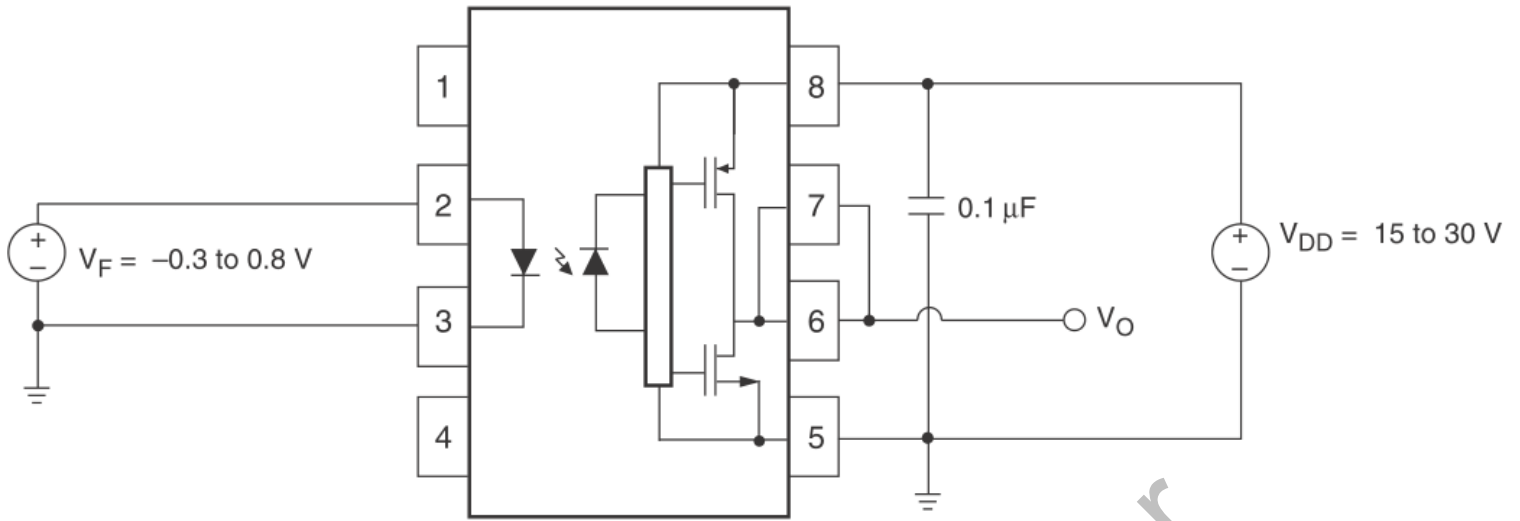 1
2
3
4
8
7
6
5
+
−
V_F = −0.3 to 0.8 V
0.1 µF
+
−
V_DD = 15 to 30 V
V_O
r